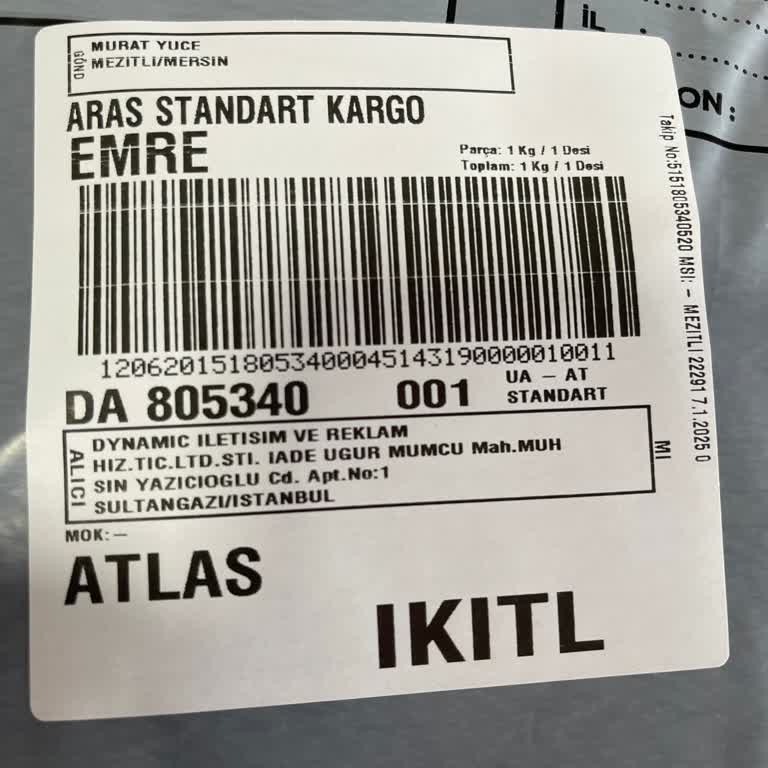 İL
ON:
GÖND
MURAT YUCE
MEZITLI/MERSIN
ARAS STANDART KARGO
EMRE
Parça: 1 Kg / 1 Desi
Toplam: 1 Kg / 1 Desi
12062015180534000451431900000010011
DA 805340 001 UA - AT
STANDART
ALICI
DYNAMIC ILETISIM VE REKLAM
HIZ.TIC.LTD.STI. IADE UGUR MUMCU Mah.MUH
SIN YAZICIOGLU Cd. Apt.No:1
SULTANGAZI/ISTANBUL
MI
MOK: -
ATLAS
IKITL
Takip No:5151805340520 MSI: - MEZITLI 22291 7.1.2025 0